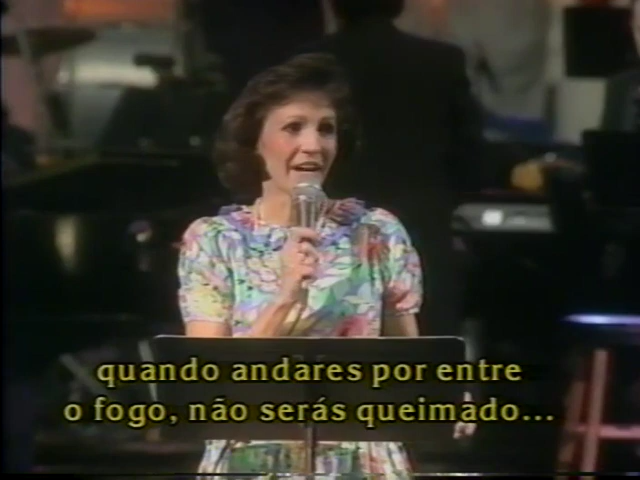 quando andares por entre
o fogo, não serás queimado...